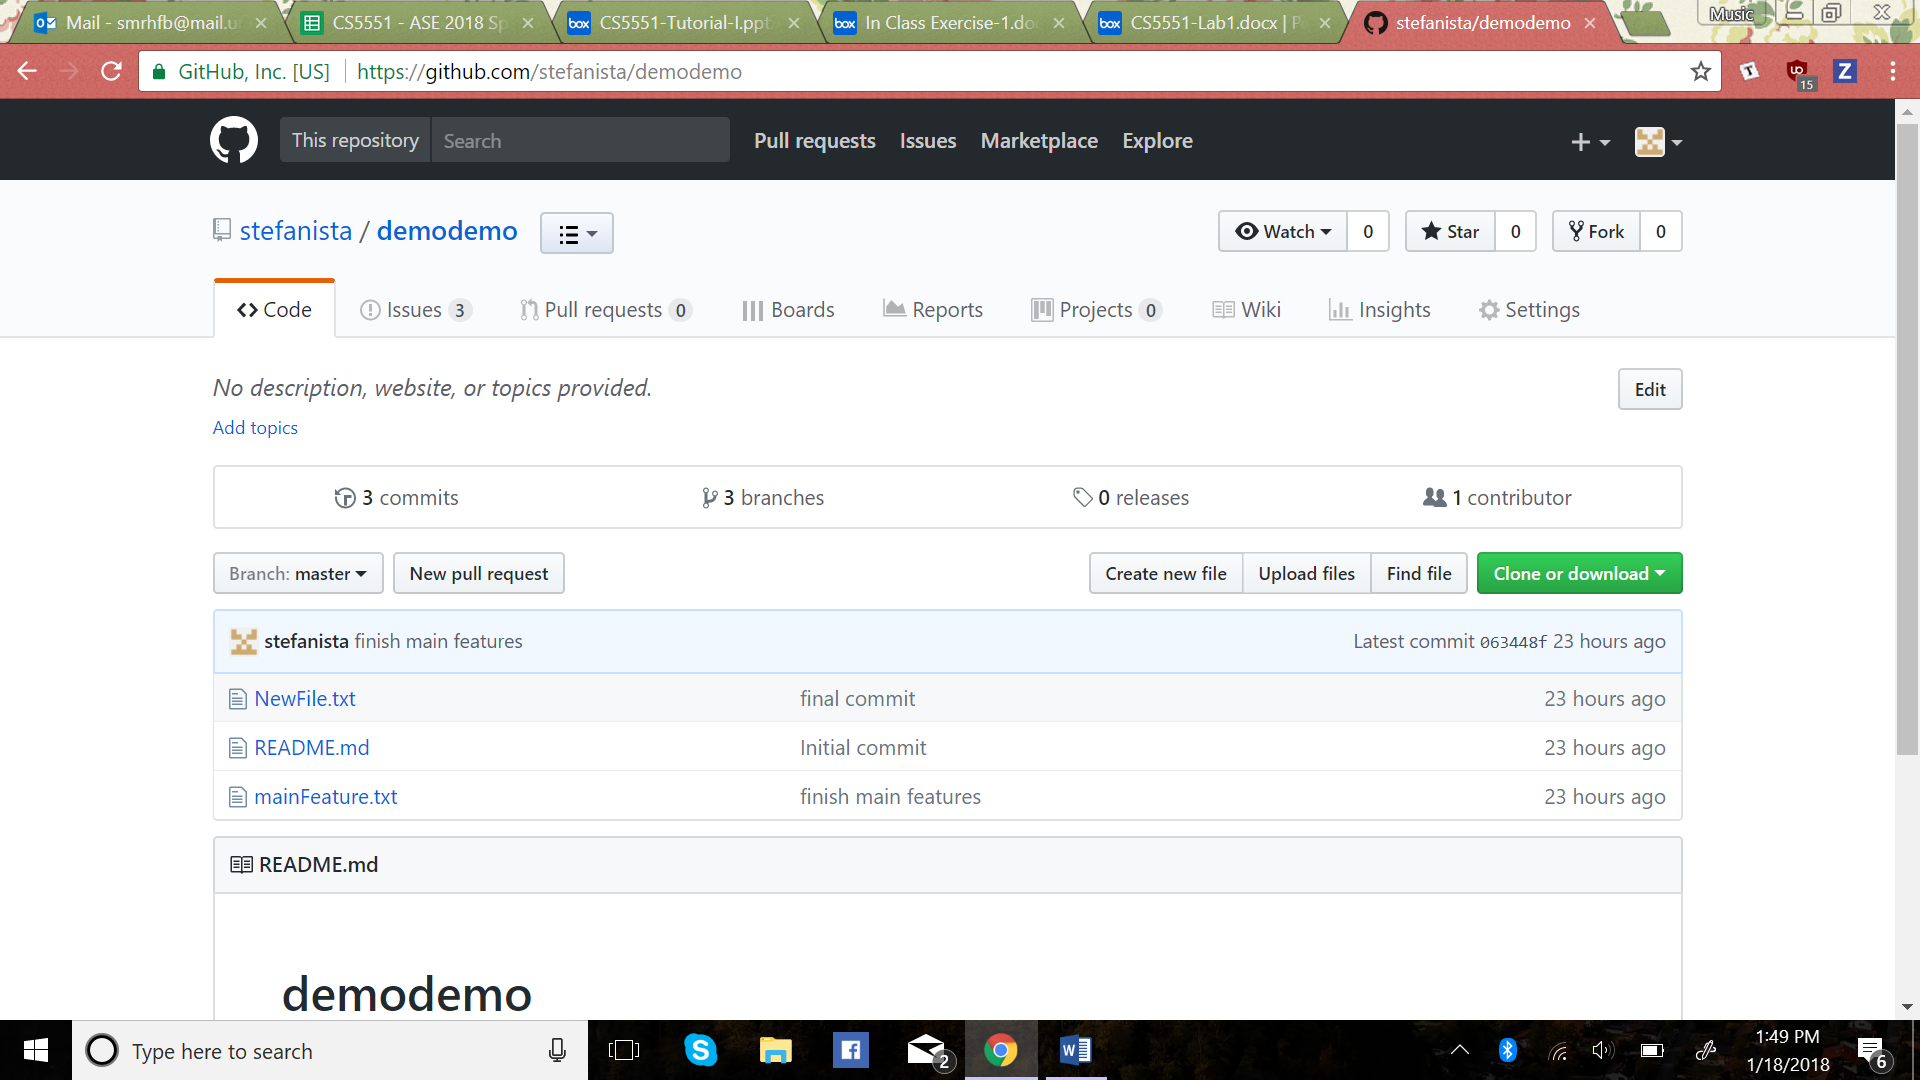 Mail - smrhfb@mail.u
CS5551 - ASE 2018 Sp
CS5551-Tutorial-I.ppt
In Class Exercise-1.do
CS5551-Lab1.docx | P
stefanista/demodemo
Music
GitHub, Inc. [US]
https://github.com/stefanista/demodemo
15
This repository
Search
Pull requests
Issues
Marketplace
Explore
stefanista / demodemo
Watch 0
Star 0
Fork 0
Code
Issues 3
Pull requests 0
Boards
Reports
Projects 0
Wiki
Insights
Settings
No description, website, or topics provided.
Edit
Add topics
3 commits
3 branches
0 releases
1 contributor
Branch: master
New pull request
Create new file
Upload files
Find file
Clone or download
stefanista finish main features
Latest commit 063448f 23 hours ago
NewFile.txt
final commit
23 hours ago
README.md
Initial commit
23 hours ago
mainFeature.txt
finish main features
23 hours ago
README.md
demodemo
Type here to search
2
1:49 PM
1/18/2018
6